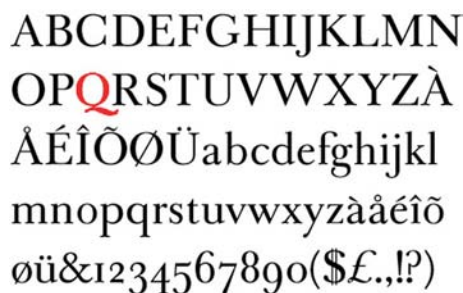 ABCDEFGHIJKLMN
OPQRSTUVWXYZÀ
ÅÉÎÕØÜabcdefghijkl
mnopqrstuvwxyzàåéîõ
øü&1234567890($£.,!?)